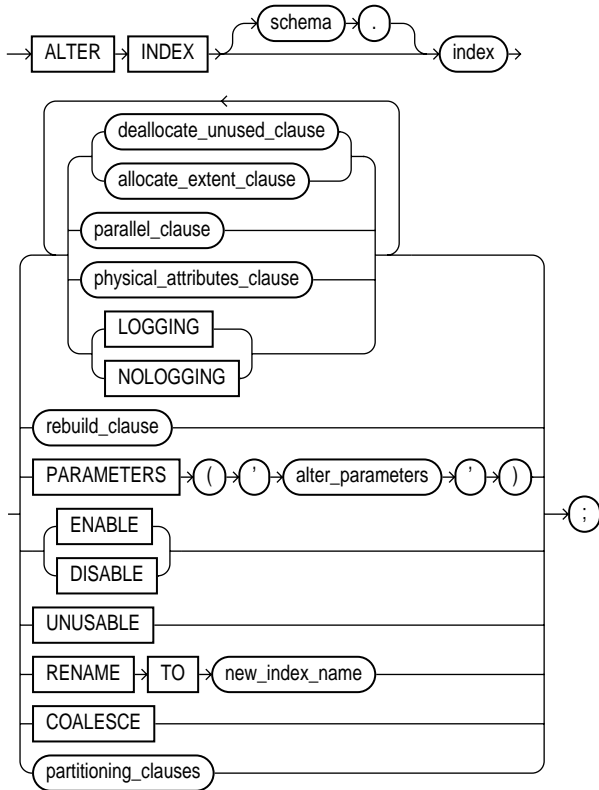 schema .
ALTER INDEX index
deallocate_unused_clause
allocate_extent_clause
parallel_clause
physical_attributes_clause
LOGGING
NOLOGGING
rebuild_clause
PARAMETERS ( ' alter_parameters ' )
ENABLE
;
DISABLE
UNUSABLE
RENAME TO new_index_name
COALESCE
partitioning_clauses